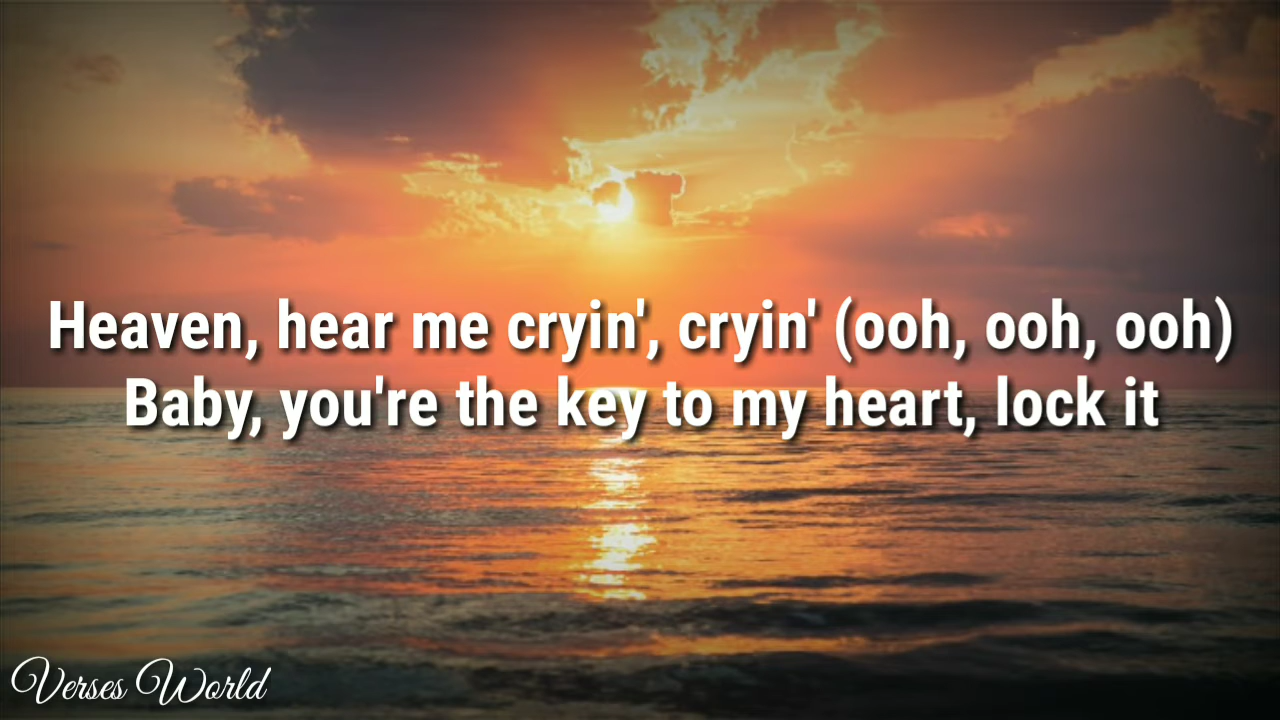 Heaven, hear me cryin', cryin' (ooh, ooh, ooh)
Baby, you're the key to my heart, lock it
Verses World